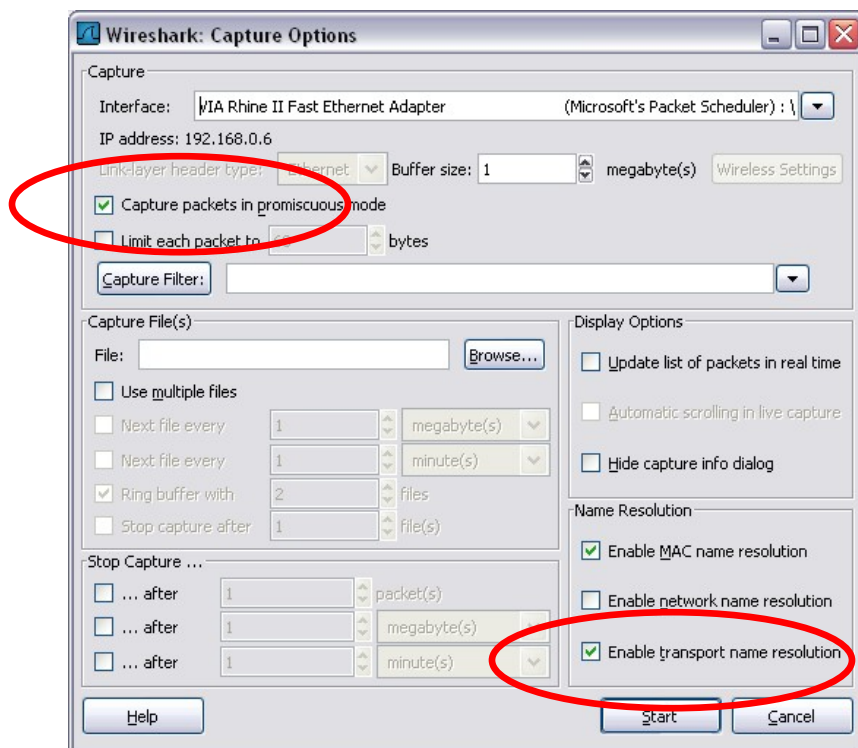 Wireshark: Capture Options
Capture
Interface: VIA Rhine II Fast Ethernet Adapter (Microsoft's Packet Scheduler) : \
IP address: 192.168.0.6
Link-layer header type: Ethernet Buffer size: 1 megabyte(s) Wireless Settings
Capture packets in promiscuous mode
Limit each packet to 68 bytes
Capture Filter:
Capture File(s)
File: Browse...
Use multiple files
Next file every 1 megabyte(s)
Next file every 1 minute(s)
Ring buffer with 2 files
Stop capture after 1 file(s)
Stop Capture ...
... after 1 packet(s)
... after 1 megabyte(s)
... after 1 minute(s)
Display Options
Update list of packets in real time
Automatic scrolling in live capture
Hide capture info dialog
Name Resolution
Enable MAC name resolution
Enable network name resolution
Enable transport name resolution
Help Start Cancel